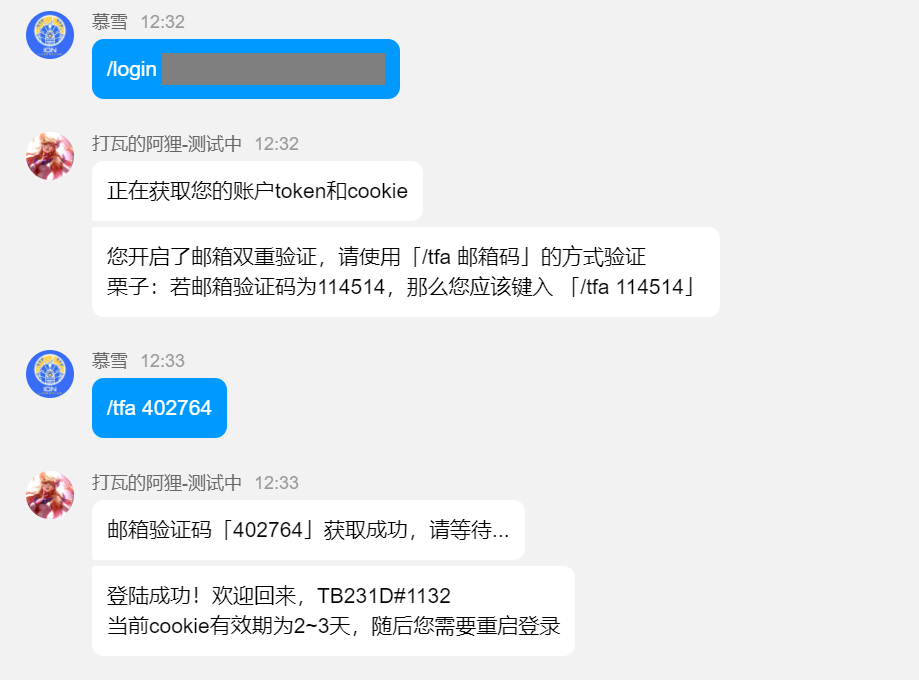 慕雪 12:32
/login
打瓦的阿狸-测试中 12:32
正在获取您的账户token和cookie
您开启了邮箱双重验证，请使用「/tfa 邮箱码」的方式验证
栗子：若邮箱验证码为114514，那么您应该键入 「/tfa 114514」
慕雪 12:33
/tfa 402764
打瓦的阿狸-测试中 12:33
邮箱验证码「402764」获取成功，请等待...
登陆成功！欢迎回来，TB231D#1132
当前cookie有效期为2~3天，随后您需要重启登录